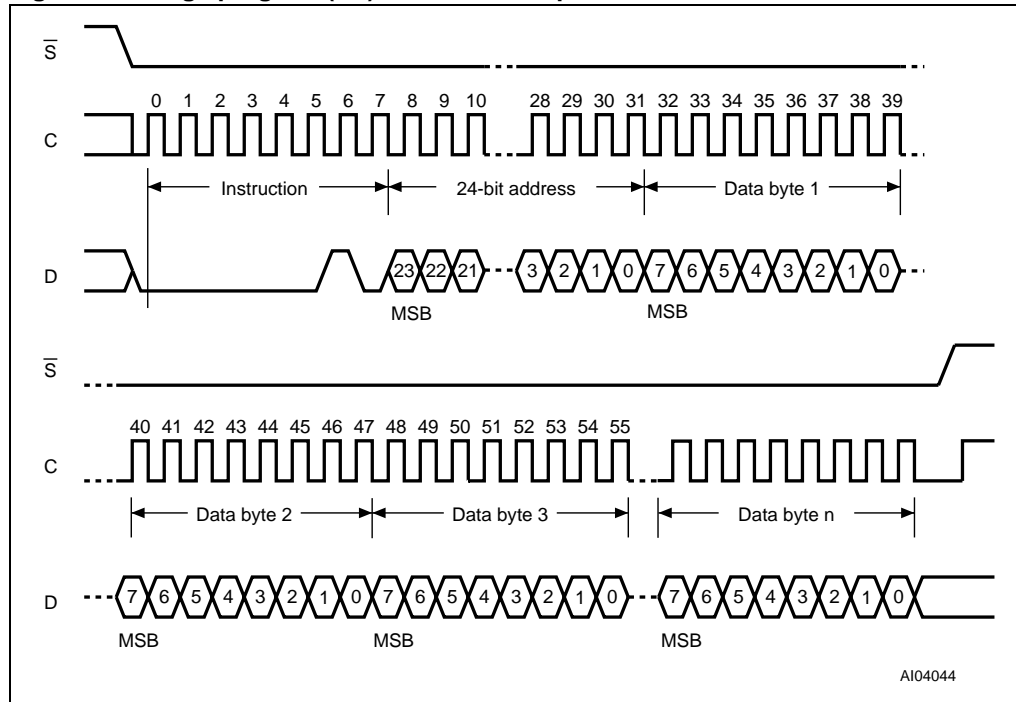 S
0 1 2 3 4 5 6 7 8 9 10 28 29 30 31 32 33 34 35 36 37 38 39
C
Instruction 24-bit address Data byte 1
D 23 22 21 3 2 1 0 7 6 5 4 3 2 1 0
MSB MSB
S
40 41 42 43 44 45 46 47 48 49 50 51 52 53 54 55
C
Data byte 2 Data byte 3 Data byte n
D 7 6 5 4 3 2 1 0 7 6 5 4 3 2 1 0 7 6 5 4 3 2 1 0
MSB MSB MSB
AI04044